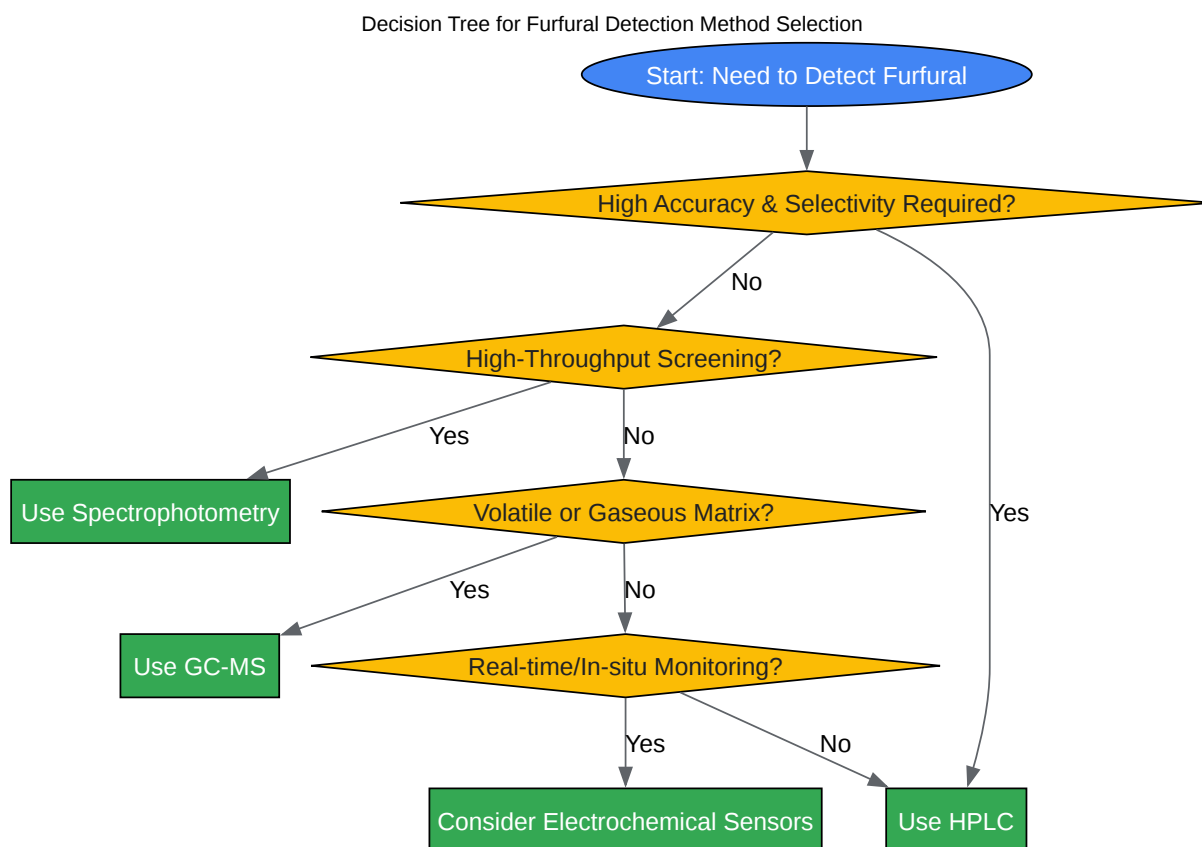 Decision Tree for Furfural Detection Method Selection
Start: Need to Detect Furfural
High Accuracy & Selectivity Required?
No
High-Throughput Screening?
Yes
No
Use Spectrophotometry
Volatile or Gaseous Matrix?
Yes
Yes
No
Use GC-MS
Real-time/In-situ Monitoring?
Yes
No
Consider Electrochemical Sensors
Use HPLC